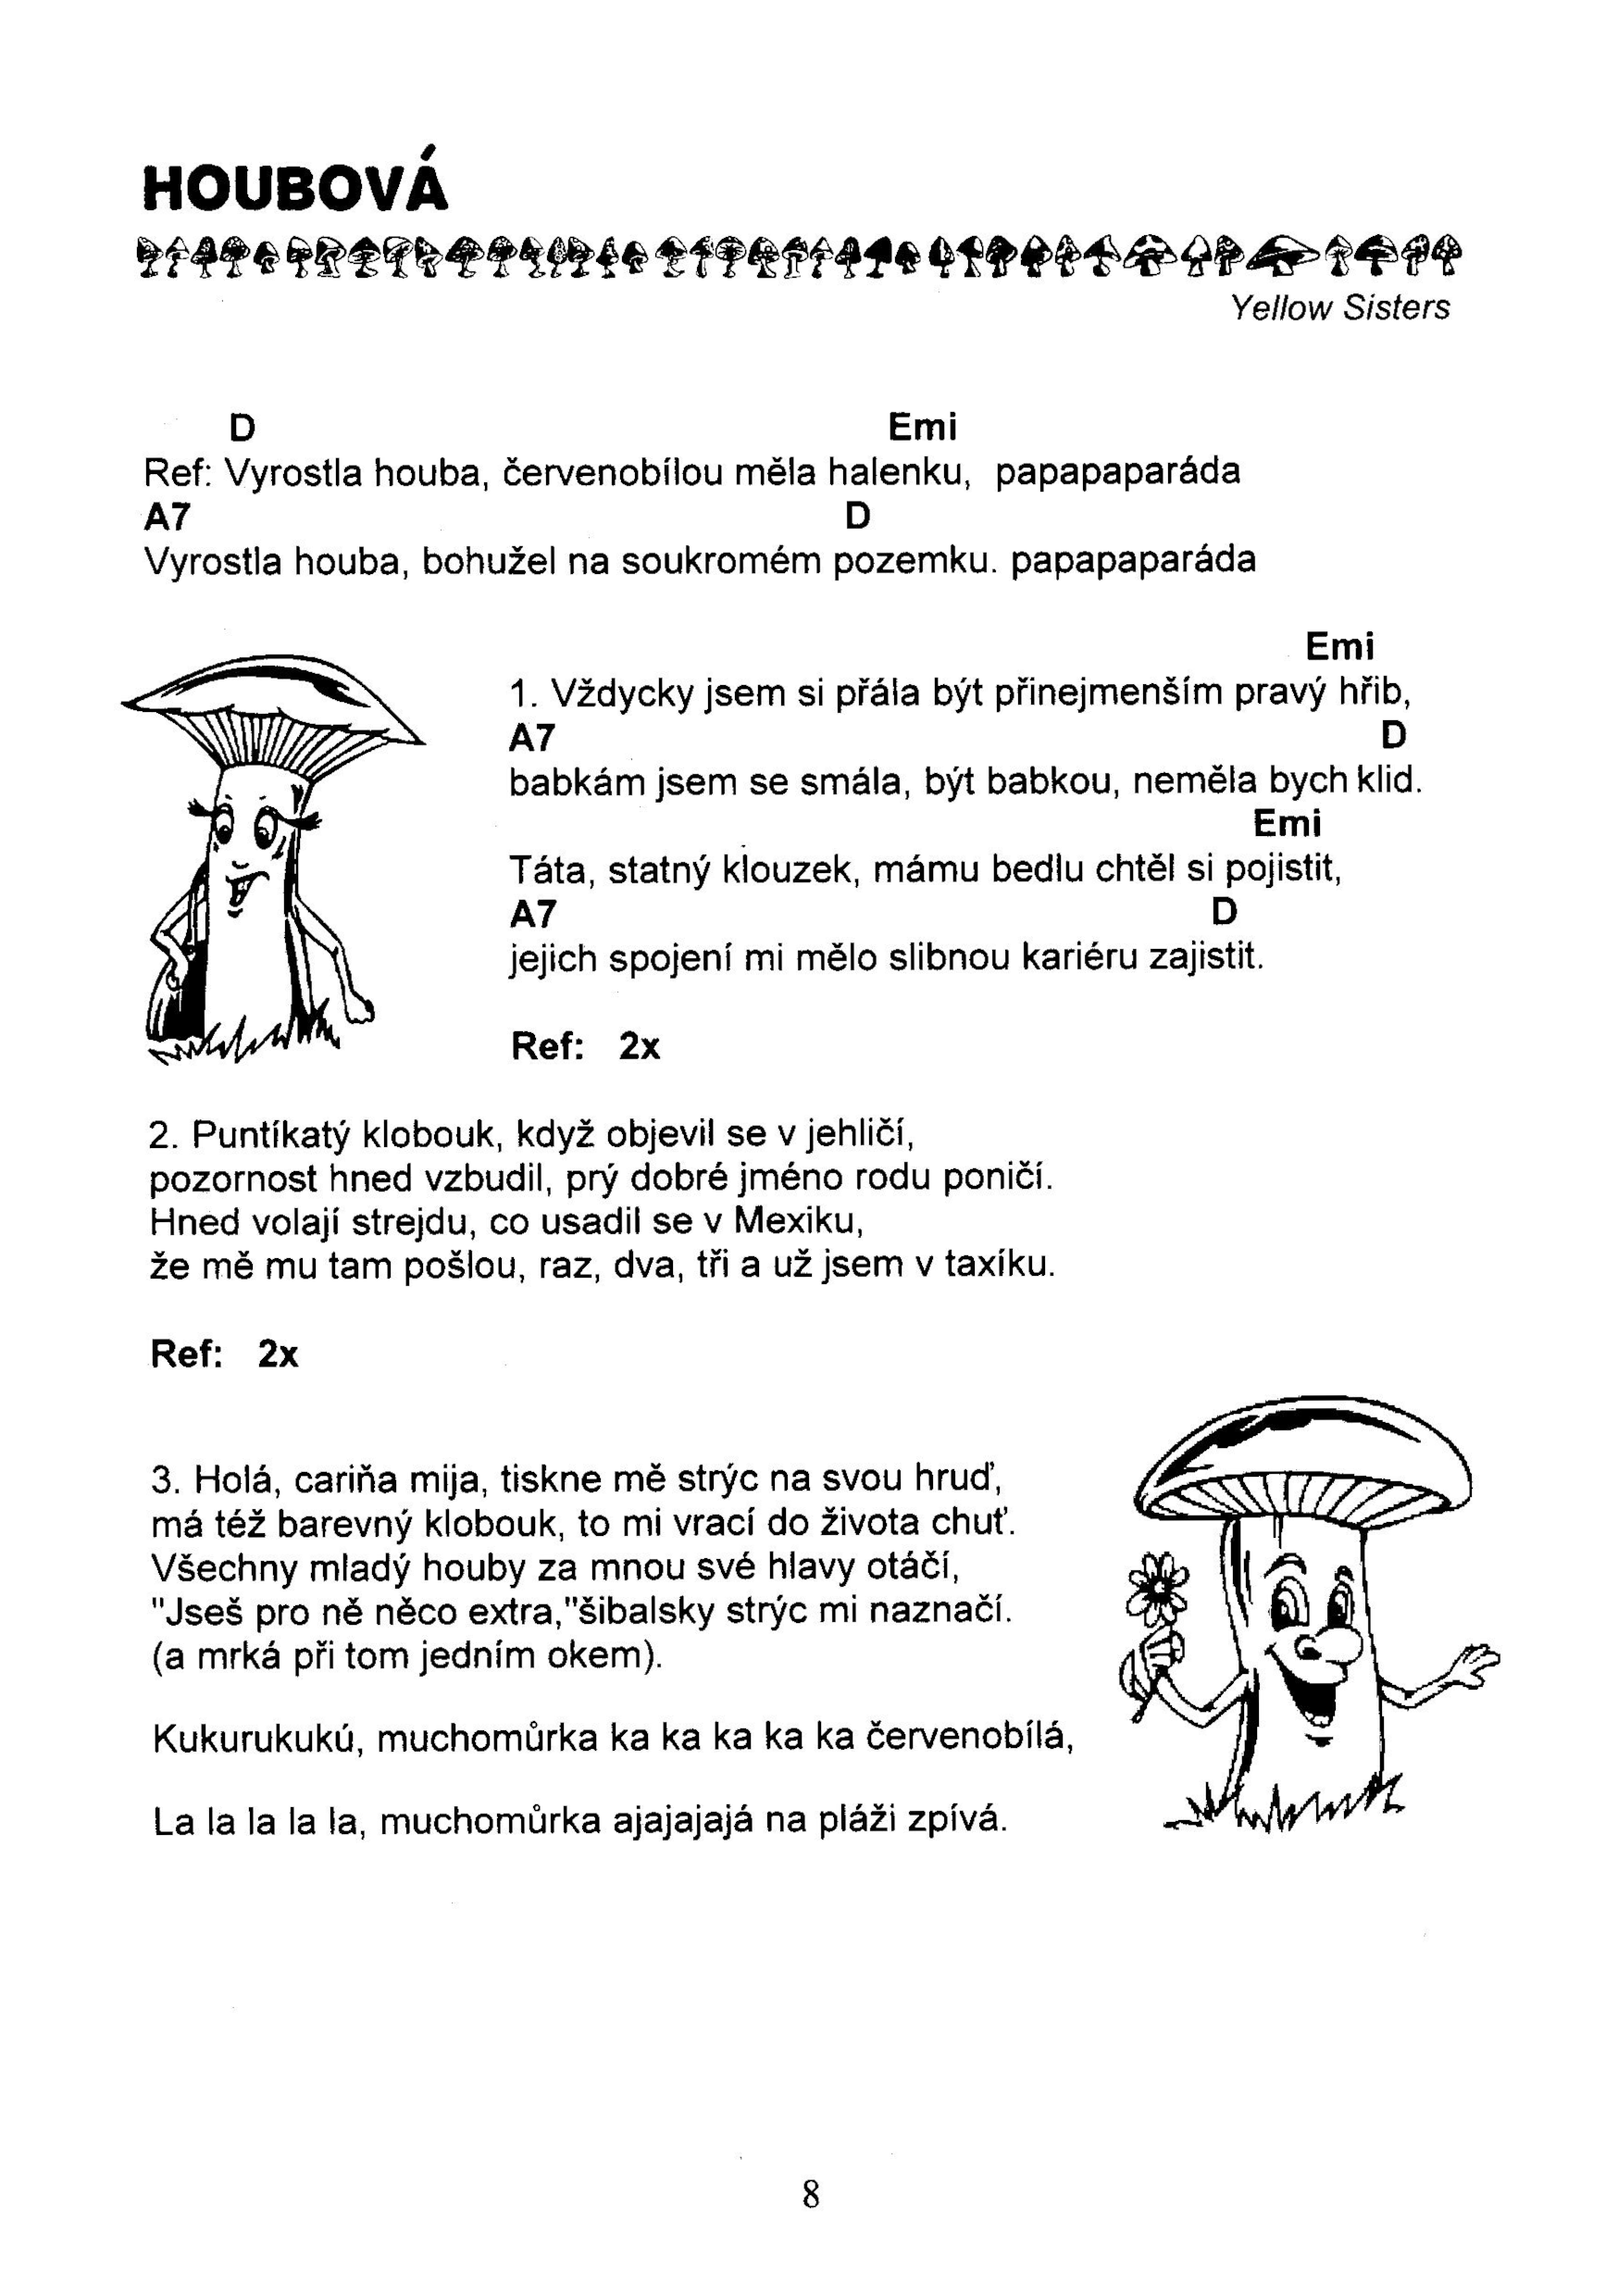 HOUBOVÁ
Yellow Sisters
D Emi
Ref: Vyrostla houba, červenobílou měla halenku, papapaparáda
A7 D
Vyrostla houba, bohužel na soukromém pozemku. papapaparáda
Emi
1. Vždycky jsem si přála být přinejmenším pravý hřib,
A7 D
babkám jsem se smála, být babkou, neměla bych klid.
Emi
Táta, statný klouzek, mámu bedlu chtěl si pojistit,
A7 D
jejich spojení mi mělo slibnou kariéru zajistit.
Ref: 2x
2. Puntíkatý klobouk, když objevil se v jehličí,
pozornost hned vzbudil, prý dobré jméno rodu poničí.
Hned volají strejdu, co usadil se v Mexiku,
že mě mu tam pošlou, raz, dva, tři a už jsem v taxíku.
Ref: 2x
3. Holá, cariňa mija, tiskne mě strýc na svou hruď,
má též barevný klobouk, to mi vrací do života chuť.
Všechny mladý houby za mnou své hlavy otáčí,
"Jseš pro ně něco extra,"šibalsky strýc mi naznačí.
(a mrká při tom jedním okem).
Kukurukukú, muchomůrka ka ka ka ka ka červenobílá,
La la la la la, muchomůrka ajajajajá na pláži zpívá.
8